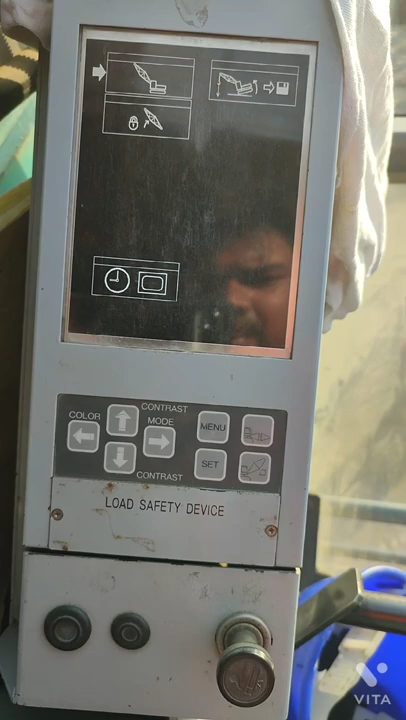 COLOR
CONTRAST
MODE
MENU
CONTRAST
SET
LOAD SAFETY DEVICE
VITA